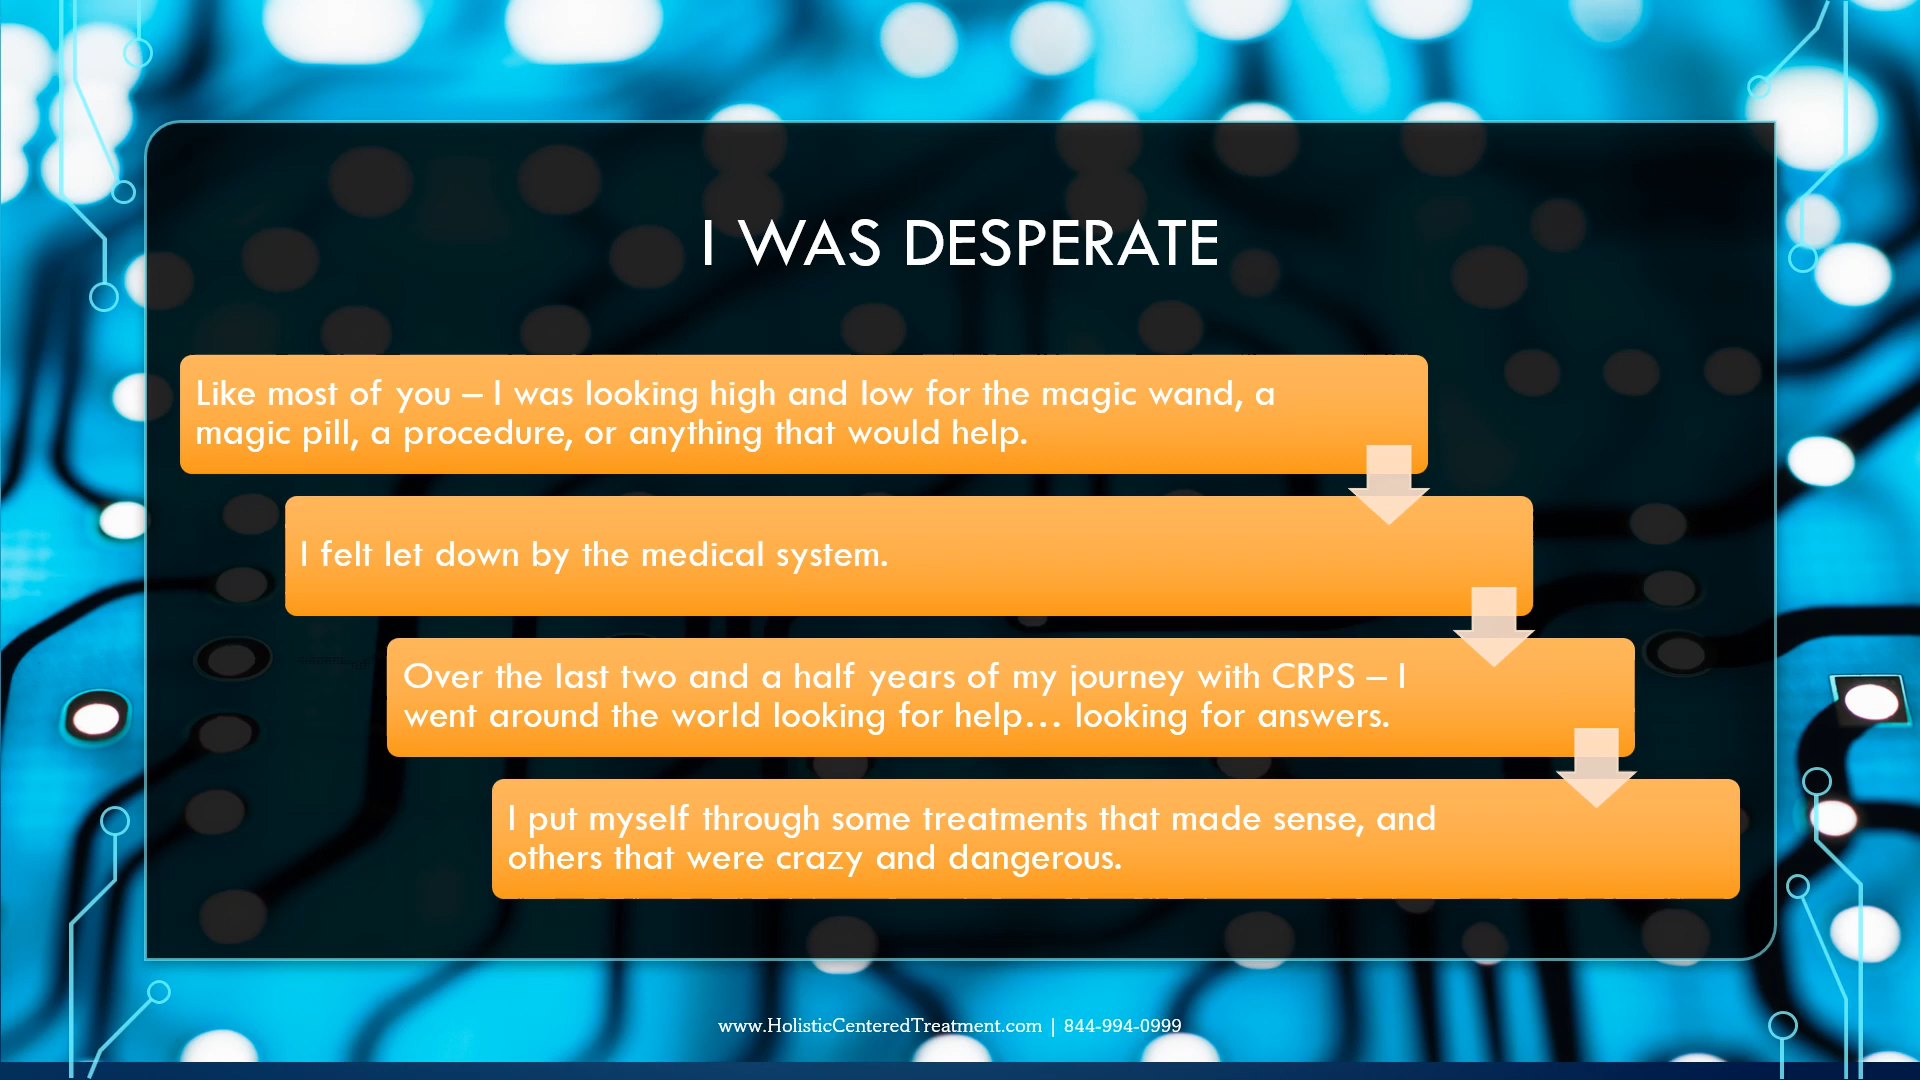 I WAS DESPERATE
Like most of you – I was looking high and low for the magic wand, a
magic pill, a procedure, or anything that would help.
I felt let down by the medical system.
Over the last two and a half years of my journey with CRPS – I
went around the world looking for help… looking for answers.
I put myself through some treatments that made sense, and
others that were crazy and dangerous.
www.HolisticCenteredTreatment.com | 844-994-0999